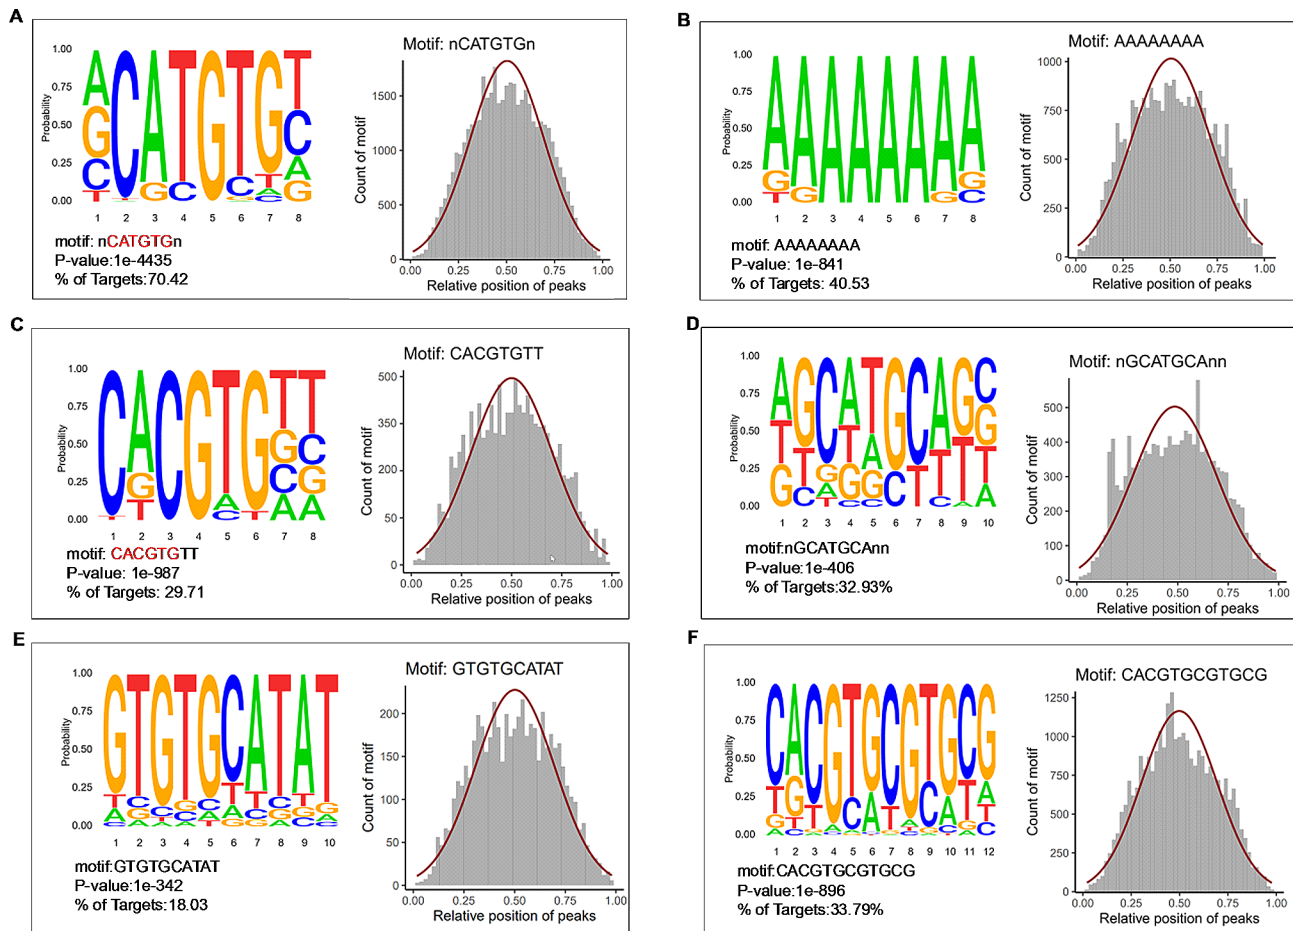 A
Motif: nCATGTGn
1.00
0.75
0.50
0.25
0.00
Probability
1 2 3 4 5 6 7 8
motif: nCATGTGn
P-value:1e-4435
% of Targets:70.42
Count of motif
1500
1000
500
0
0.00 0.25 0.50 0.75 1.00
Relative position of peaks
B
Motif: AAAAAAAA
1.00
0.75
0.50
0.25
0.00
Probability
1 2 3 4 5 6 7 8
motif: AAAAAAAA
P-value: 1e-841
% of Targets: 40.53
Count of motif
1000
750
500
250
0
0.00 0.25 0.50 0.75 1.00
Relative position of peaks
C
Motif: CACGTGTT
1.00
0.75
0.50
0.25
0.00
Probability
1 2 3 4 5 6 7 8
motif: CACGTGTT
P-value: 1e-987
% of Targets: 29.71
Count of motif
500
350
200
50
0
0.00 0.25 0.50 0.75 1.00
Relative position of peaks
D
Motif: nGCATGCAnn
1.00
0.75
0.50
0.25
0.00
Probability
1 2 3 4 5 6 7 8 9 10
motif:nGCATGCAnn
P-value:1e-406
% of Targets:32.93%
Count of motif
500
400
300
200
100
0
0.00 0.25 0.50 0.75 1.00
Relative position of peaks
E
Motif: GTGTGCATAT
1.00
0.75
0.50
0.25
0.00
Probability
1 2 3 4 5 6 7 8 9 10
motif:GTGTGCATAT
P-value:1e-342
% of Targets:18.03
Count of motif
200
150
100
50
0
0.00 0.25 0.50 0.75 1.00
Relative position of peaks
F
Motif: CACGTGCGTGCG
1.00
0.75
0.50
0.25
0.00
Probability
1 2 3 4 5 6 7 8 9 10 11 12
motif:CACGTGCGTGCG
P-value:1e-896
% of Targets:33.79%
Count of motif
1250
1000
750
500
250
0
0.00 0.25 0.50 0.75 1.00
Relative position of peaks